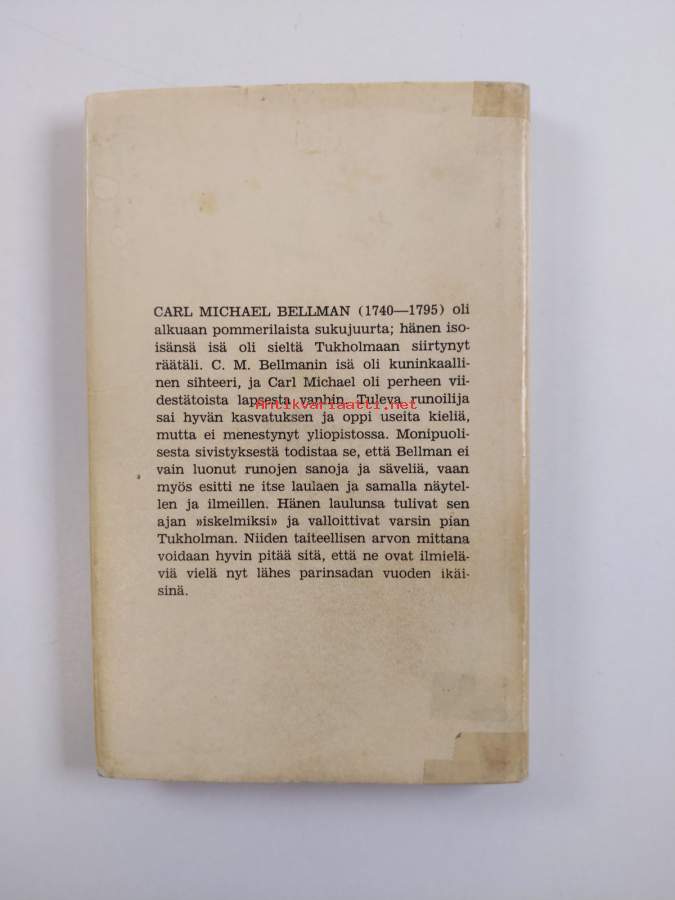 CARL MICHAEL BELLMAN (1740—1795) oli
alkuaan pommerilaista sukujuurta; hänen iso-
isänsä isä oli sieltä Tukholmaan siirtynyt
räätäli. C. M. Bellmanin isä oli kuninkaalli-
nen sihteeri, ja Carl Michael oli perheen vii-
destätoista lapsesta vanhin. Tuleva runoilija
Antikvariaatti.net
sai hyvän kasvatuksen ja oppi useita kieliä,
mutta ei menestynyt yliopistossa. Monipuoli-
sesta sivistyksestä todistaa se, että Bellman ei
vain luonut runojen sanoja ja säveliä, vaan
myös esitti ne itse laulaen ja samalla näytel-
len ja ilmeillen. Hänen laulunsa tulivat sen
ajan »iskelmiksi» ja valloittivat varsin pian
Tukholman. Niiden taiteellisen arvon mittana
voidaan hyvin pitää sitä, että ne ovat ilmielä-
viä vielä nyt lähes parinsadan vuoden ikäi-
sinä.